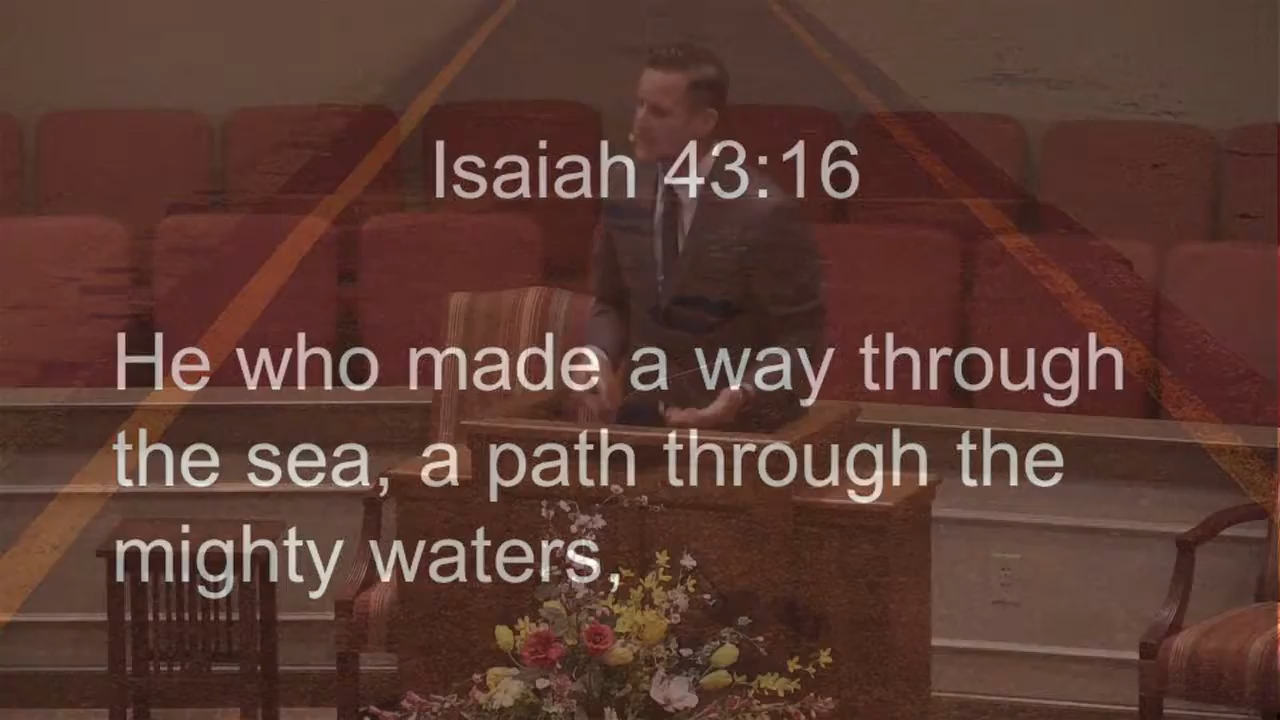 Isaiah 43:16
He who made a way through
the sea, a path through the
mighty waters,